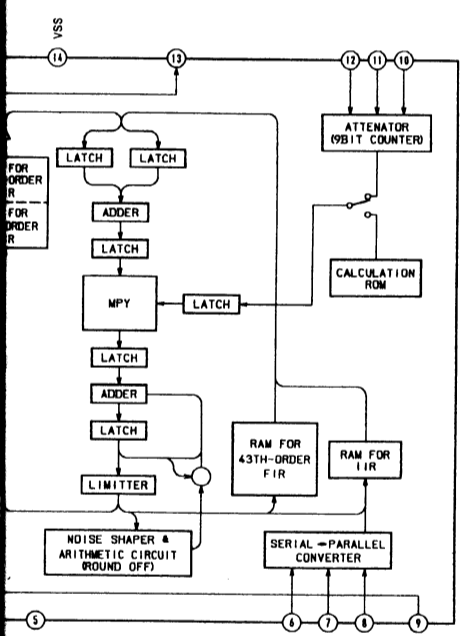 VSS
14
13
12
11
10
ATTENATOR
(9BIT COUNTER)
LATCH
LATCH
FOR
ORDER
R
FOR
ORDER
R
ADDER
LATCH
CALCULATION
ROM
MPY
LATCH
LATCH
ADDER
LATCH
RAM FOR
43TH-ORDER
FIR
RAM FOR
IIR
LIMITTER
NOISE SHAPER &
ARITHMETIC CIRCUIT
(ROUND OFF)
SERIAL→PARALLEL
CONVERTER
5
6
7
8
9